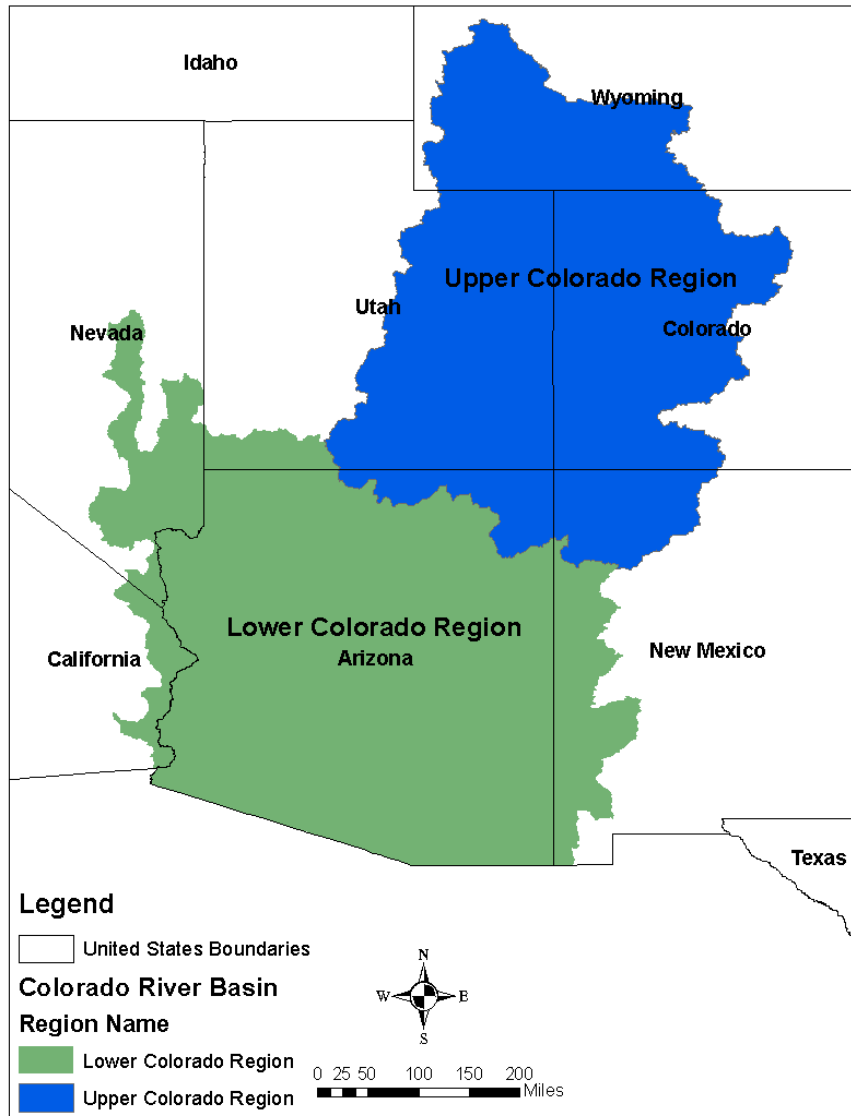 Idaho
Wyoming
Upper Colorado Region
Utah
Colorado
Nevada
Lower Colorado Region
Arizona
California
New Mexico
Texas
Legend
United States Boundaries
Colorado River Basin
Region Name
Lower Colorado Region
Upper Colorado Region
N
W E
S
0 25 50 100 150 200
Miles